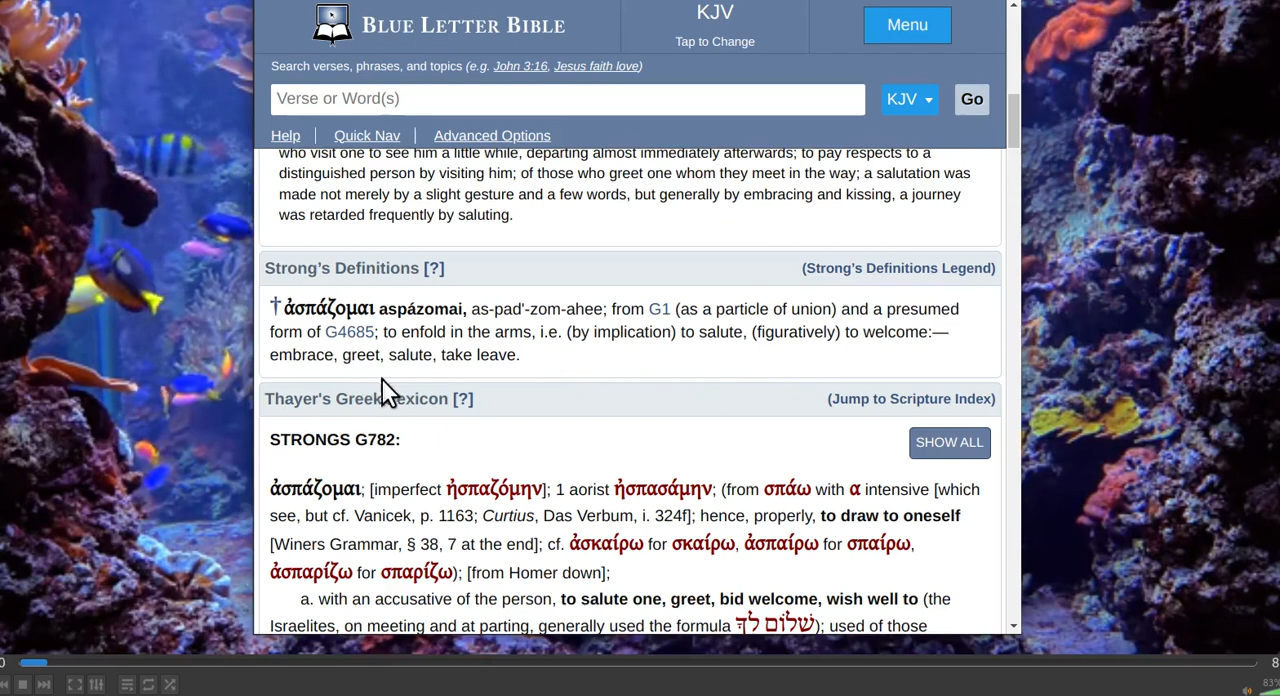 BLUE LETTER BIBLE
KJV
Tap to Change
Menu
Search verses, phrases, and topics (e.g. John 3:16, Jesus faith love)
Verse or Word(s)
KJV
Go
Help
Quick Nav
Advanced Options
who visit one to see him a little while, departing almost immediately afterwards; to pay respects to a
distinguished person by visiting him; of those who greet one whom they meet in the way; a salutation was
made not merely by a slight gesture and a few words, but generally by embracing and kissing, a journey
was retarded frequently by saluting.
Strong's Definitions [?]
(Strong's Definitions Legend)
† ἀσπάζομαι aspázomai, as-pad'-zom-ahee; from G1 (as a particle of union) and a presumed
form of G4685; to enfold in the arms, i.e. (by implication) to salute, (figuratively) to welcome:—
embrace, greet, salute, take leave.
Thayer's Greek Lexicon [?]
(Jump to Scripture Index)
STRONGS G782:
SHOW ALL
ἀσπάζομαι; [imperfect ἠσπαζόμην]; 1 aorist ἠσπασάμην; (from σπάω with α intensive [which
see, but cf. Vanicek, p. 1163; Curtius, Das Verbum, i. 324f]; hence, properly, to draw to oneself
[Winers Grammar, § 38, 7 at the end]; cf. ἀσκαίρω for σκαίρω, ἀσπαίρω for σπαίρω,
ἀσπαρίζω for σπαρίζω); [from Homer down];
a. with an accusative of the person, to salute one, greet, bid welcome, wish well to (the
Israelites, on meeting and at parting, generally used the formula שׁלום לךָ); used of those
0
8
83%